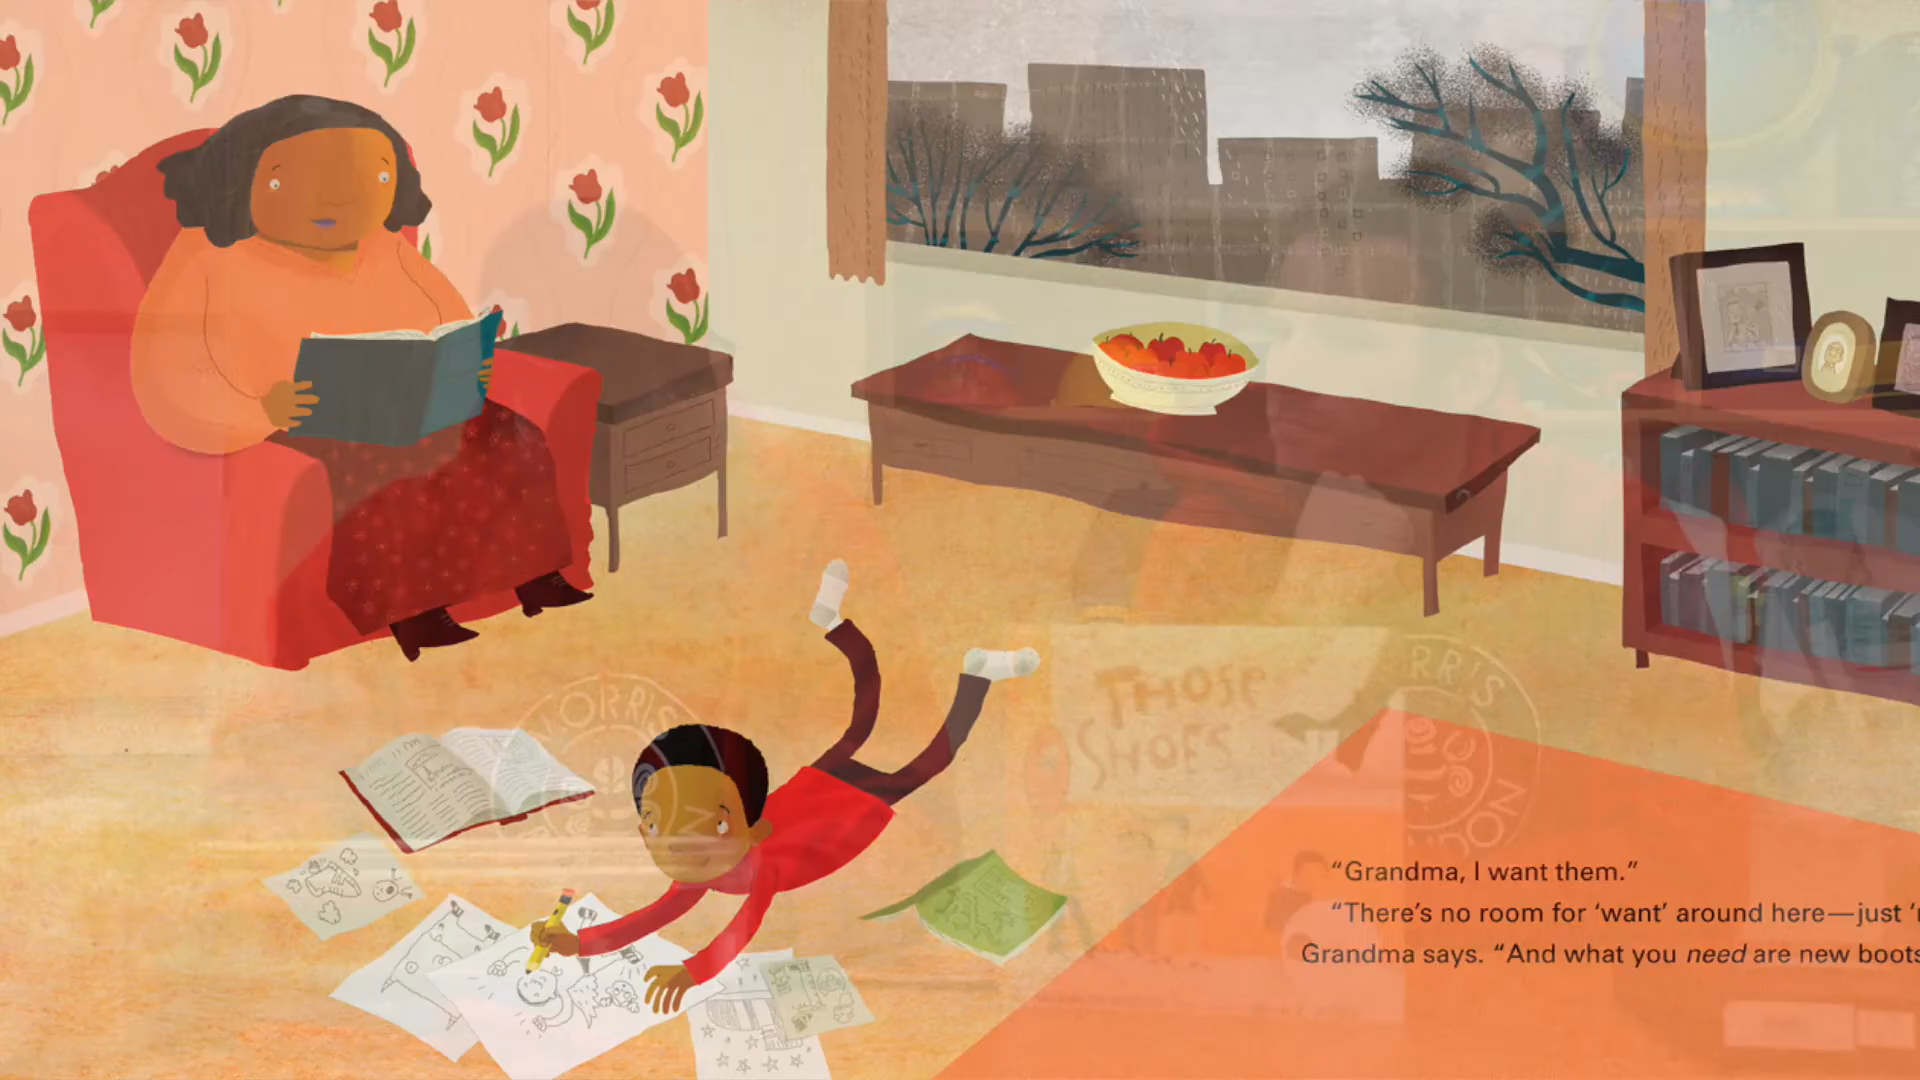 THOSE
SHOES
MORRIS
“Grandma, I want them.”
“There’s no room for ‘want’ around here—just ‘
Grandma says. “And what you need are new boots